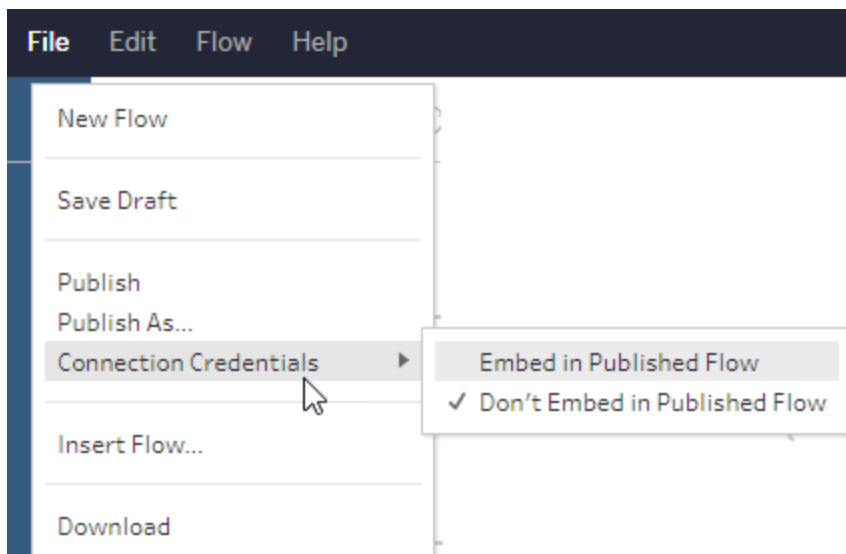 File Edit Flow Help
New Flow
Save Draft
Publish
Publish As...
Connection Credentials
Embed in Published Flow
Don't Embed in Published Flow
Insert Flow...
Download